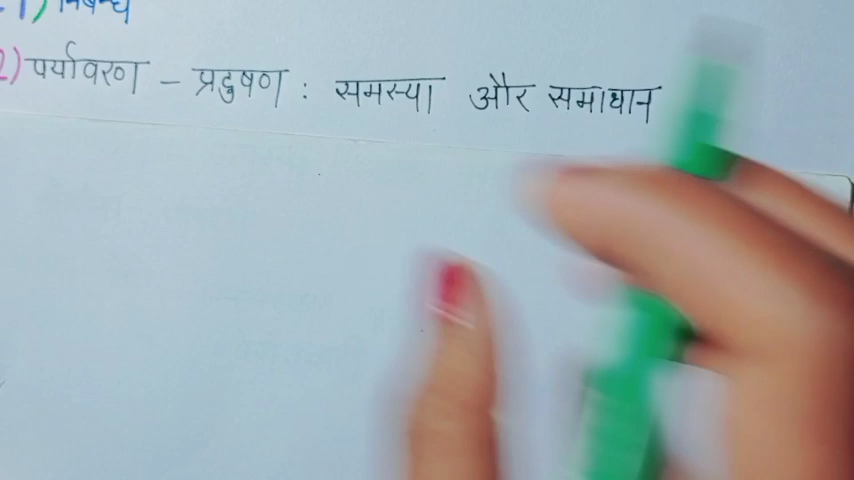 1) निबन्ध
2) पर्यावरण - प्रदुषण : समस्या और समाधान